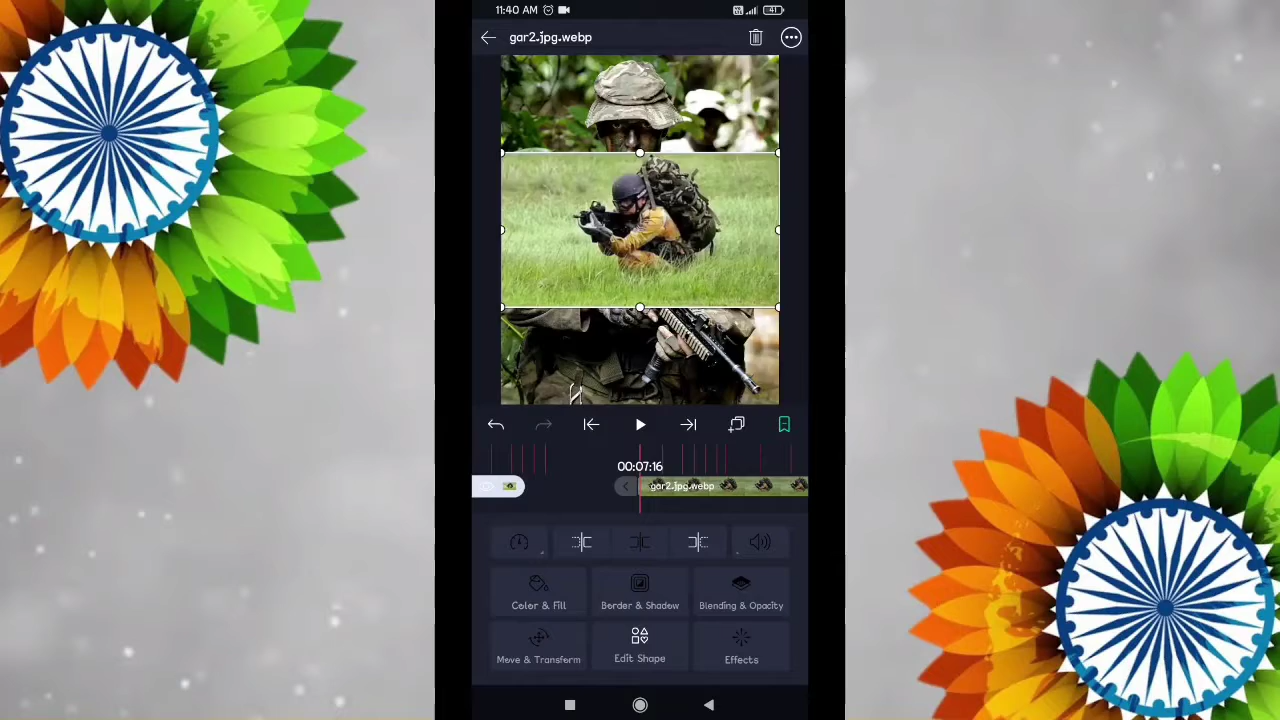 11:40 AM
41
gar2.jpg.webp
00:07:16
gar2.jpg.webp
Color & Fill
Border & Shadow
Blending & Opacity
Move & Transform
Edit Shape
Effects